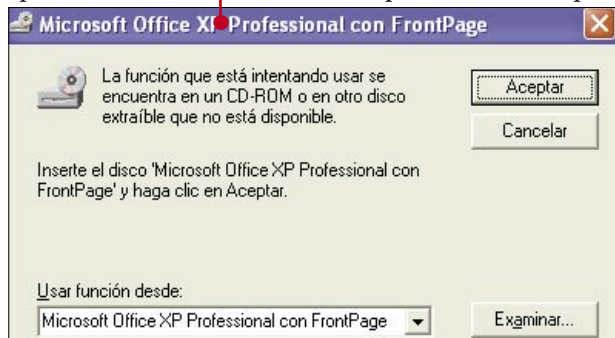 Microsoft Office XP Professional con FrontPage
La función que está intentando usar se
encuentra en un CD-ROM o en otro disco
extraíble que no está disponible.
Aceptar
Cancelar
Inserte el disco 'Microsoft Office XP Professional con
FrontPage' y haga clic en Aceptar.
Usar función desde:
Microsoft Office XP Professional con FrontPage
Examinar...